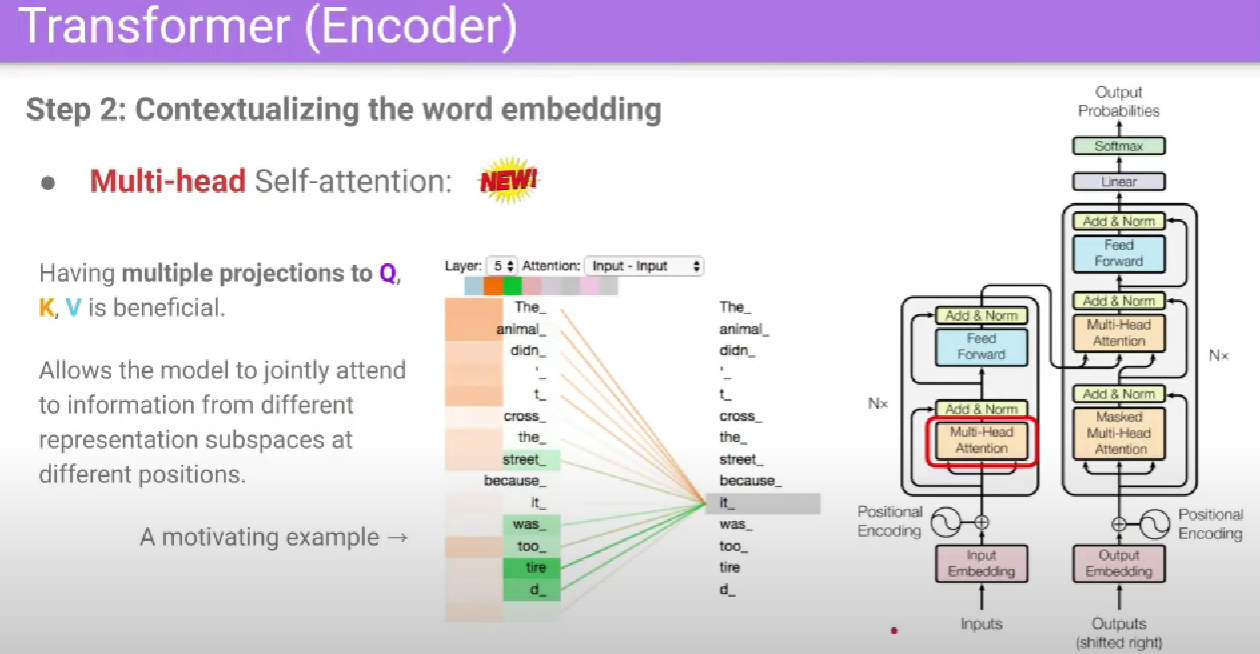 Transformer (Encoder)
Step 2: Contextualizing the word embedding
● Multi-head Self-attention: NEW!
Having multiple projections to Q,
K, V is beneficial.
Allows the model to jointly attend
to information from different
representation subspaces at
different positions.
A motivating example →
Layer: 5 Attention: Input - Input
The_ The_
animal_ animal_
didn_ didn_
'_ '_
t_ t_
cross_ cross_
the_ the_
street_ street_
because_ because_
it_ it_
was_ was_
too_ too_
tire tire
d_ d_
Output
Probabilities
Softmax
Linear
Add & Norm
Feed
Forward
Add & Norm
Multi-Head
Attention
Nx
Add & Norm
Masked
Multi-Head
Attention
Add & Norm
Feed
Forward
Nx
Add & Norm
Multi-Head
Attention
Positional
Encoding
Positional
Encoding
Input
Embedding
Output
Embedding
Inputs
Outputs
(shifted right)